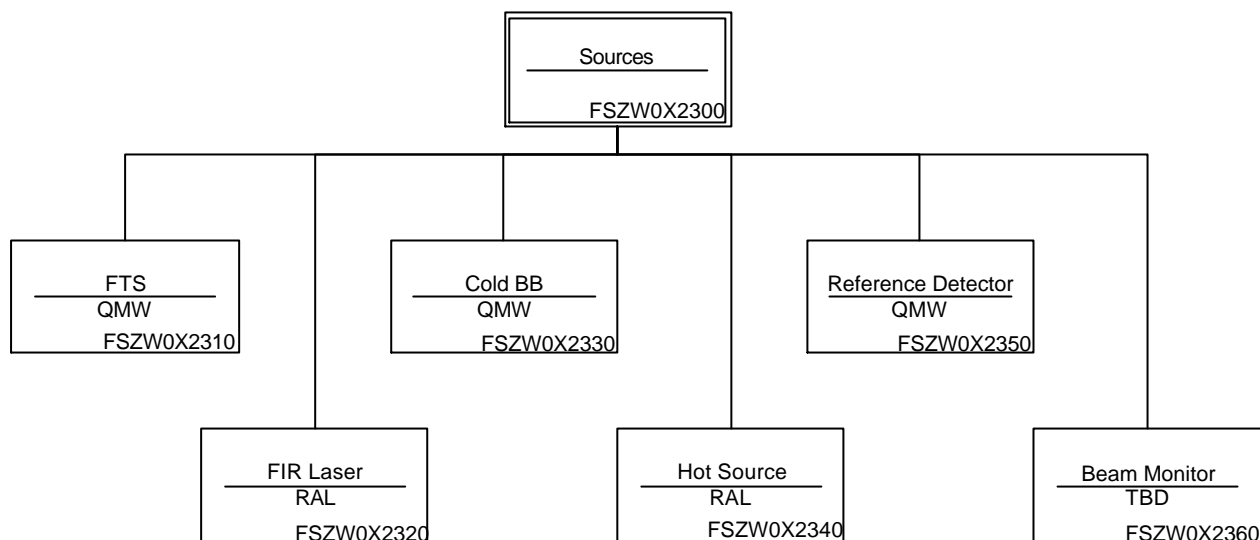 Sources
FSZW0X2300
FTS
QMW
FSZW0X2310
Cold BB
QMW
FSZW0X2330
Reference Detector
QMW
FSZW0X2350
FIR Laser
RAL
FSZW0X2320
Hot Source
RAL
FSZW0X2340
Beam Monitor
TBD
FSZW0X2360